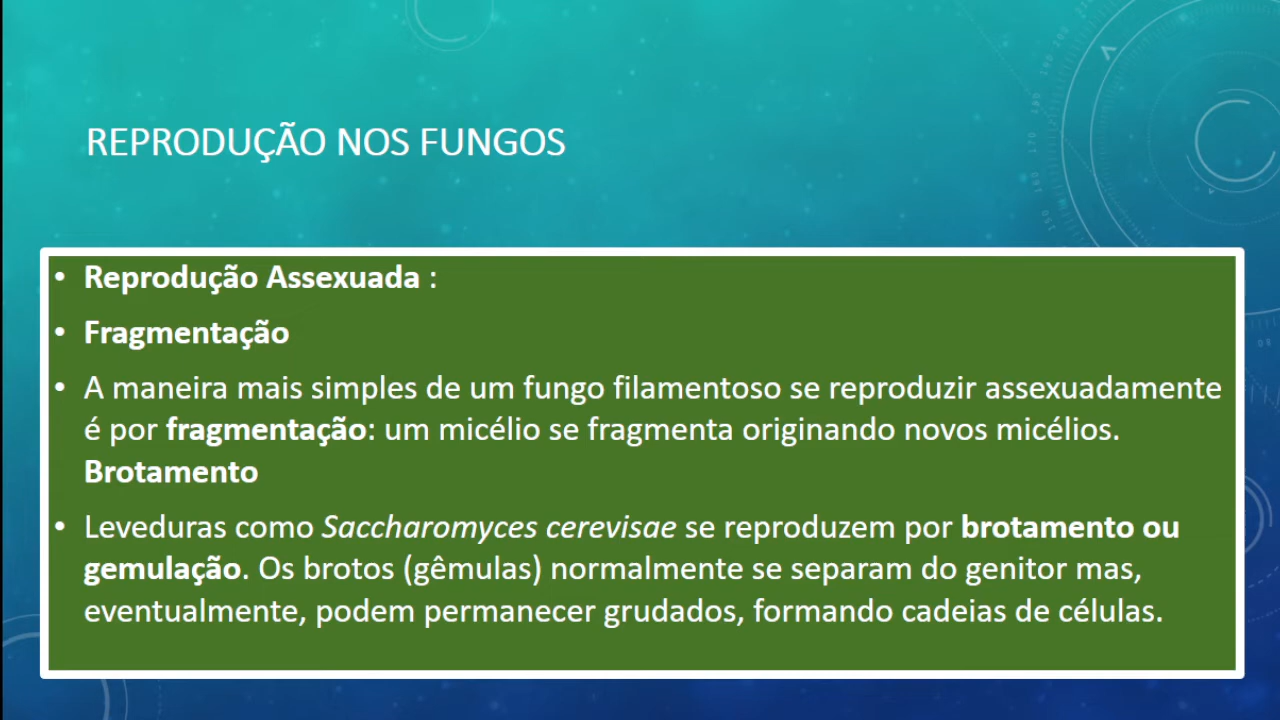 REPRODUÇÃO NOS FUNGOS
• Reprodução Assexuada :
• Fragmentação
• A maneira mais simples de um fungo filamentoso se reproduzir assexuadamente
é por fragmentação: um micélio se fragmenta originando novos micélios.
Brotamento
• Leveduras como Saccharomyces cerevisae se reproduzem por brotamento ou
gemulação. Os brotos (gêmulas) normalmente se separam do genitor mas,
eventualmente, podem permanecer grudados, formando cadeias de células.